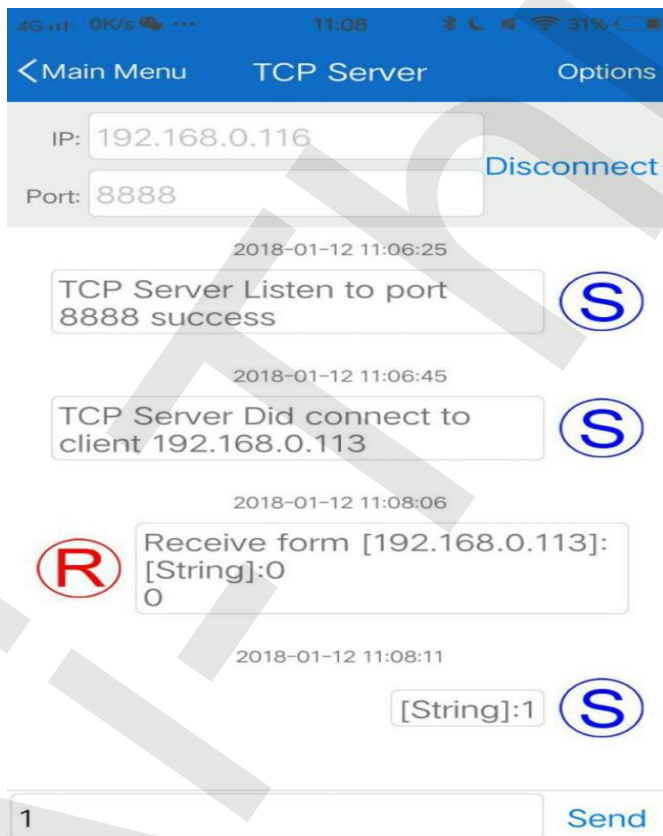 4G 0K/s ... 11:08 31%
<Main Menu TCP Server Options
IP: 192.168.0.116
Disconnect
Port: 8888
2018-01-12 11:06:25
TCP Server Listen to port
8888 success
S
2018-01-12 11:06:45
TCP Server Did connect to
client 192.168.0.113
S
2018-01-12 11:08:06
R
Receive form [192.168.0.113]:
[String]:0
0
2018-01-12 11:08:11
[String]:1
S
1 Send